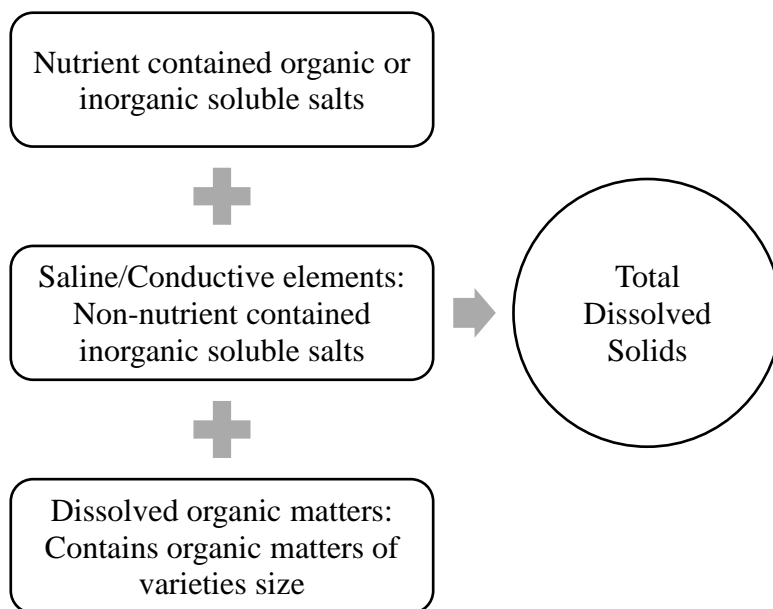 Nutrient contained organic or
inorganic soluble salts
Saline/Conductive elements:
Non-nutrient contained
inorganic soluble salts
Total
Dissolved
Solids
Dissolved organic matters:
Contains organic matters of
varieties size